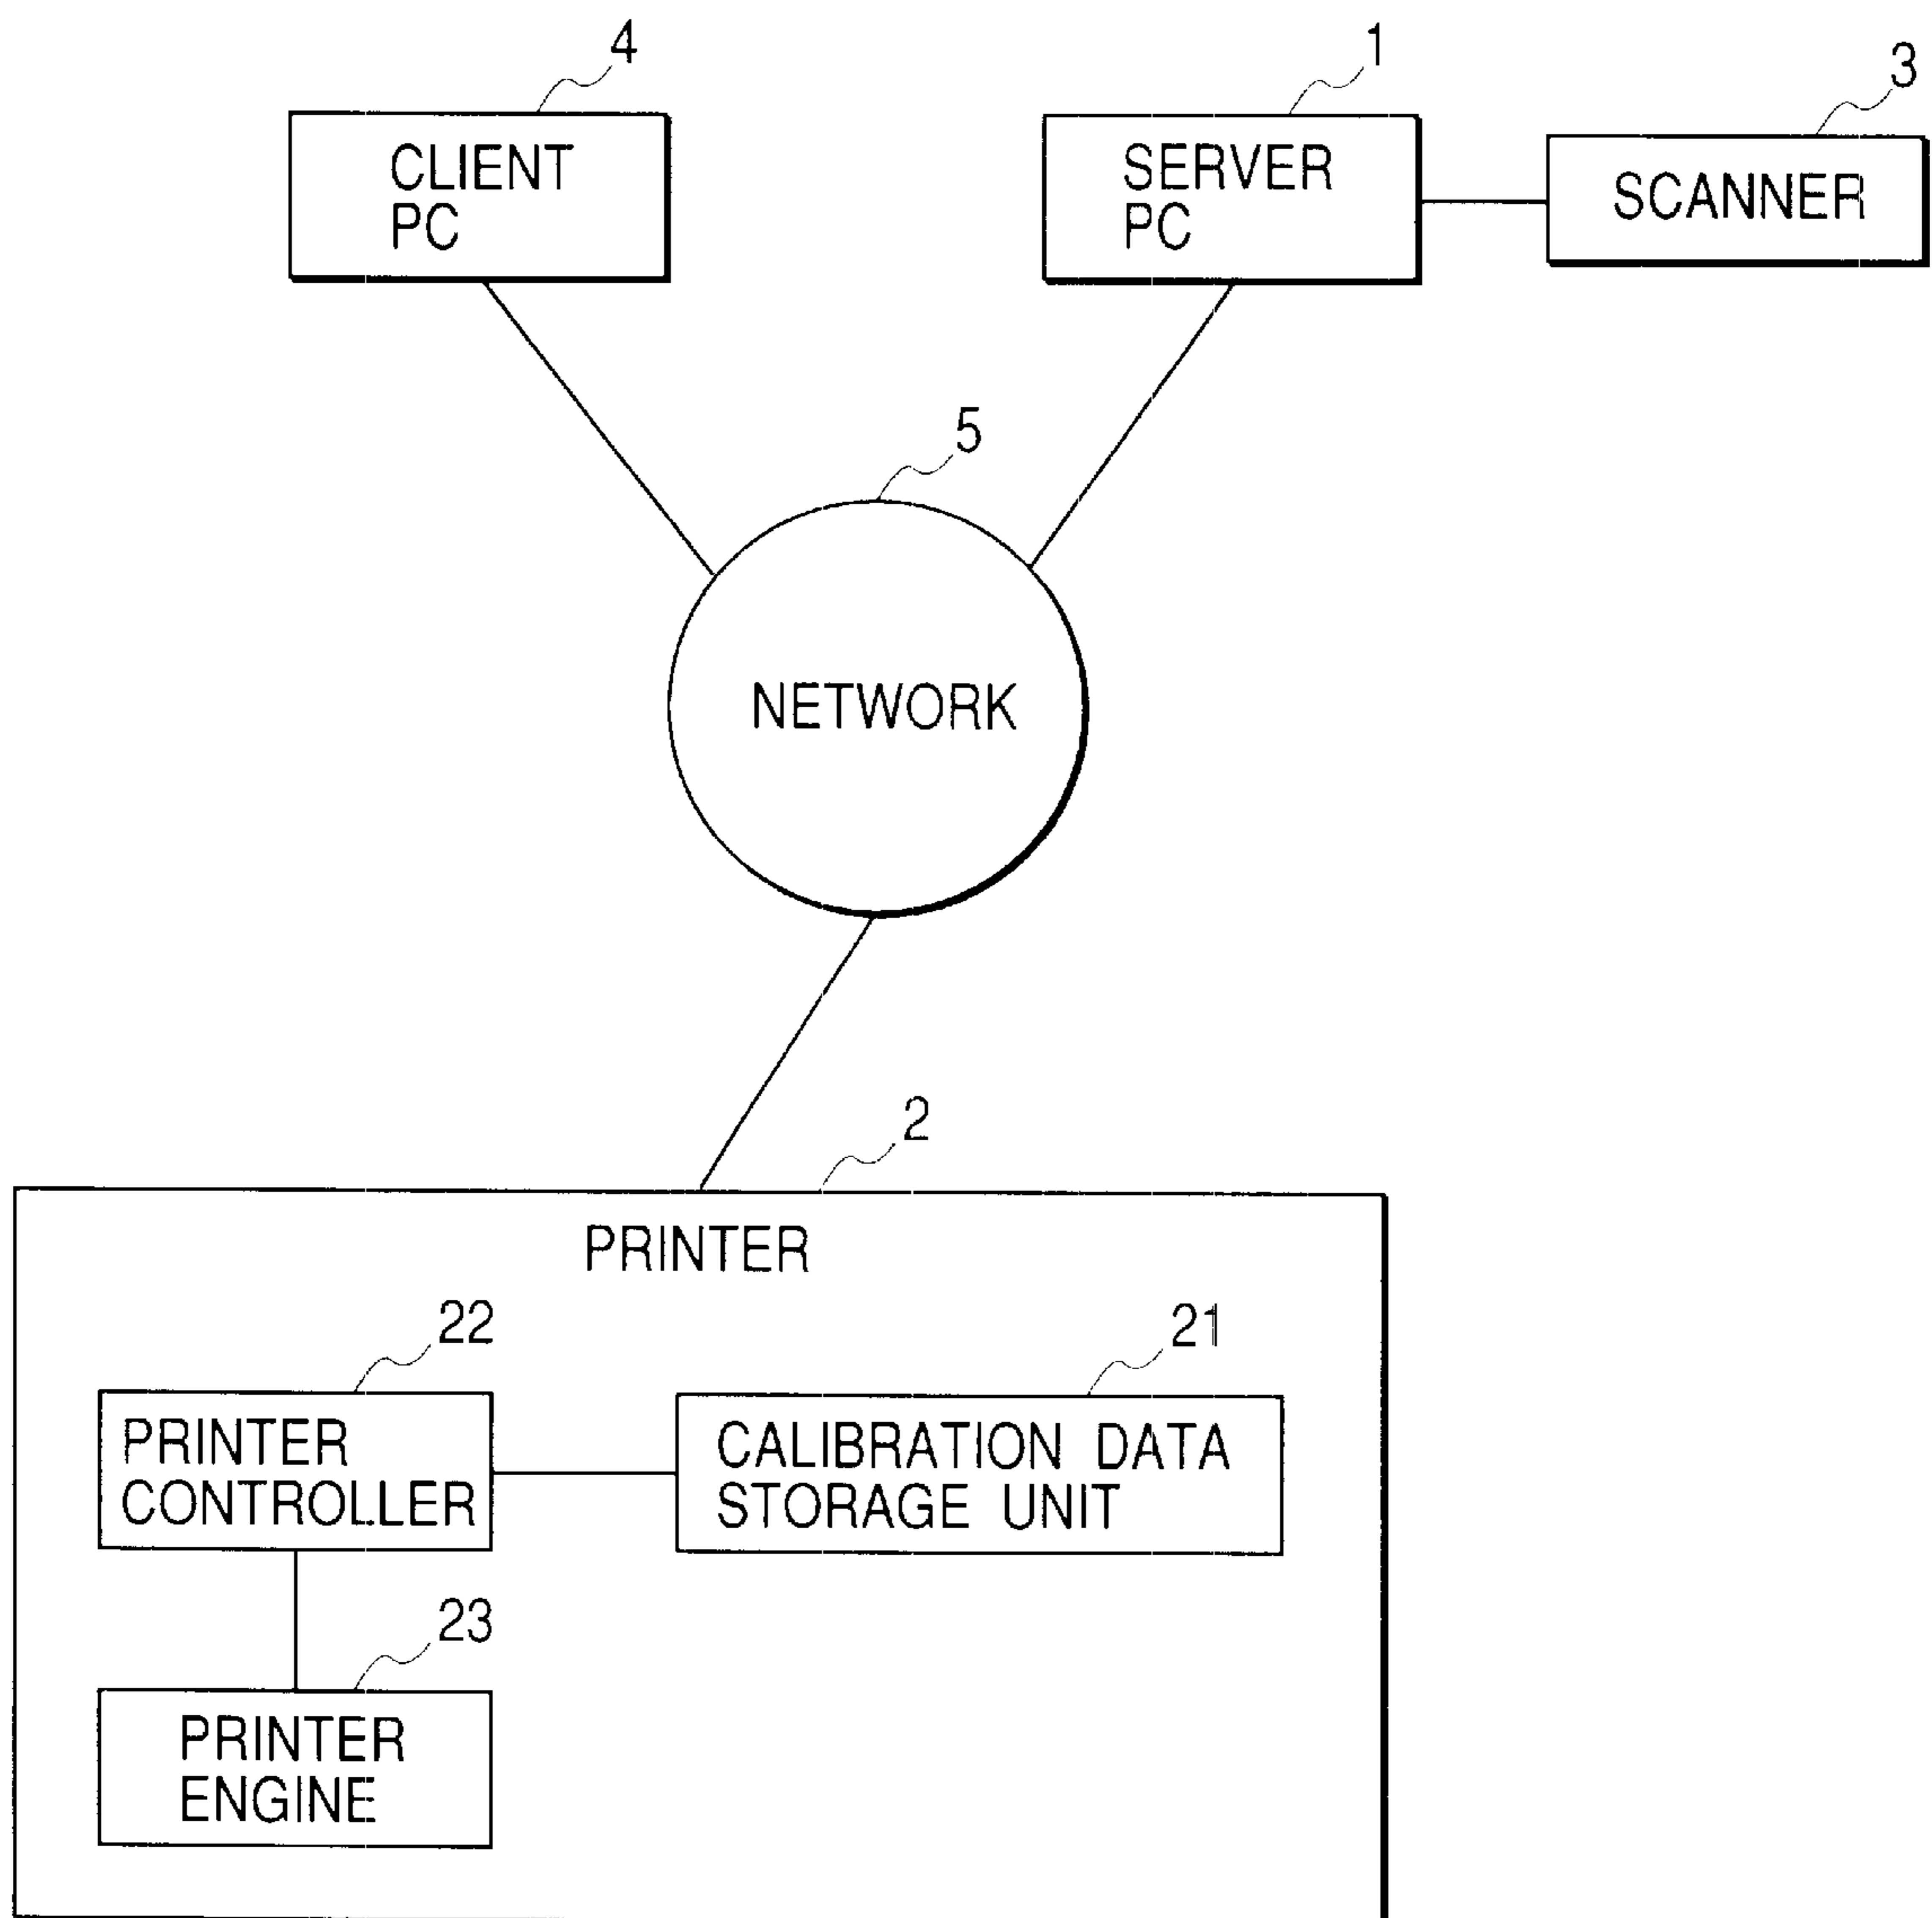 4
1
3
CLIENT
PC
SERVER
PC
SCANNER
5
NETWORK
2
PRINTER
22
21
PRINTER
CONTROLLER
CALIBRATION DATA
STORAGE UNIT
23
PRINTER
ENGINE